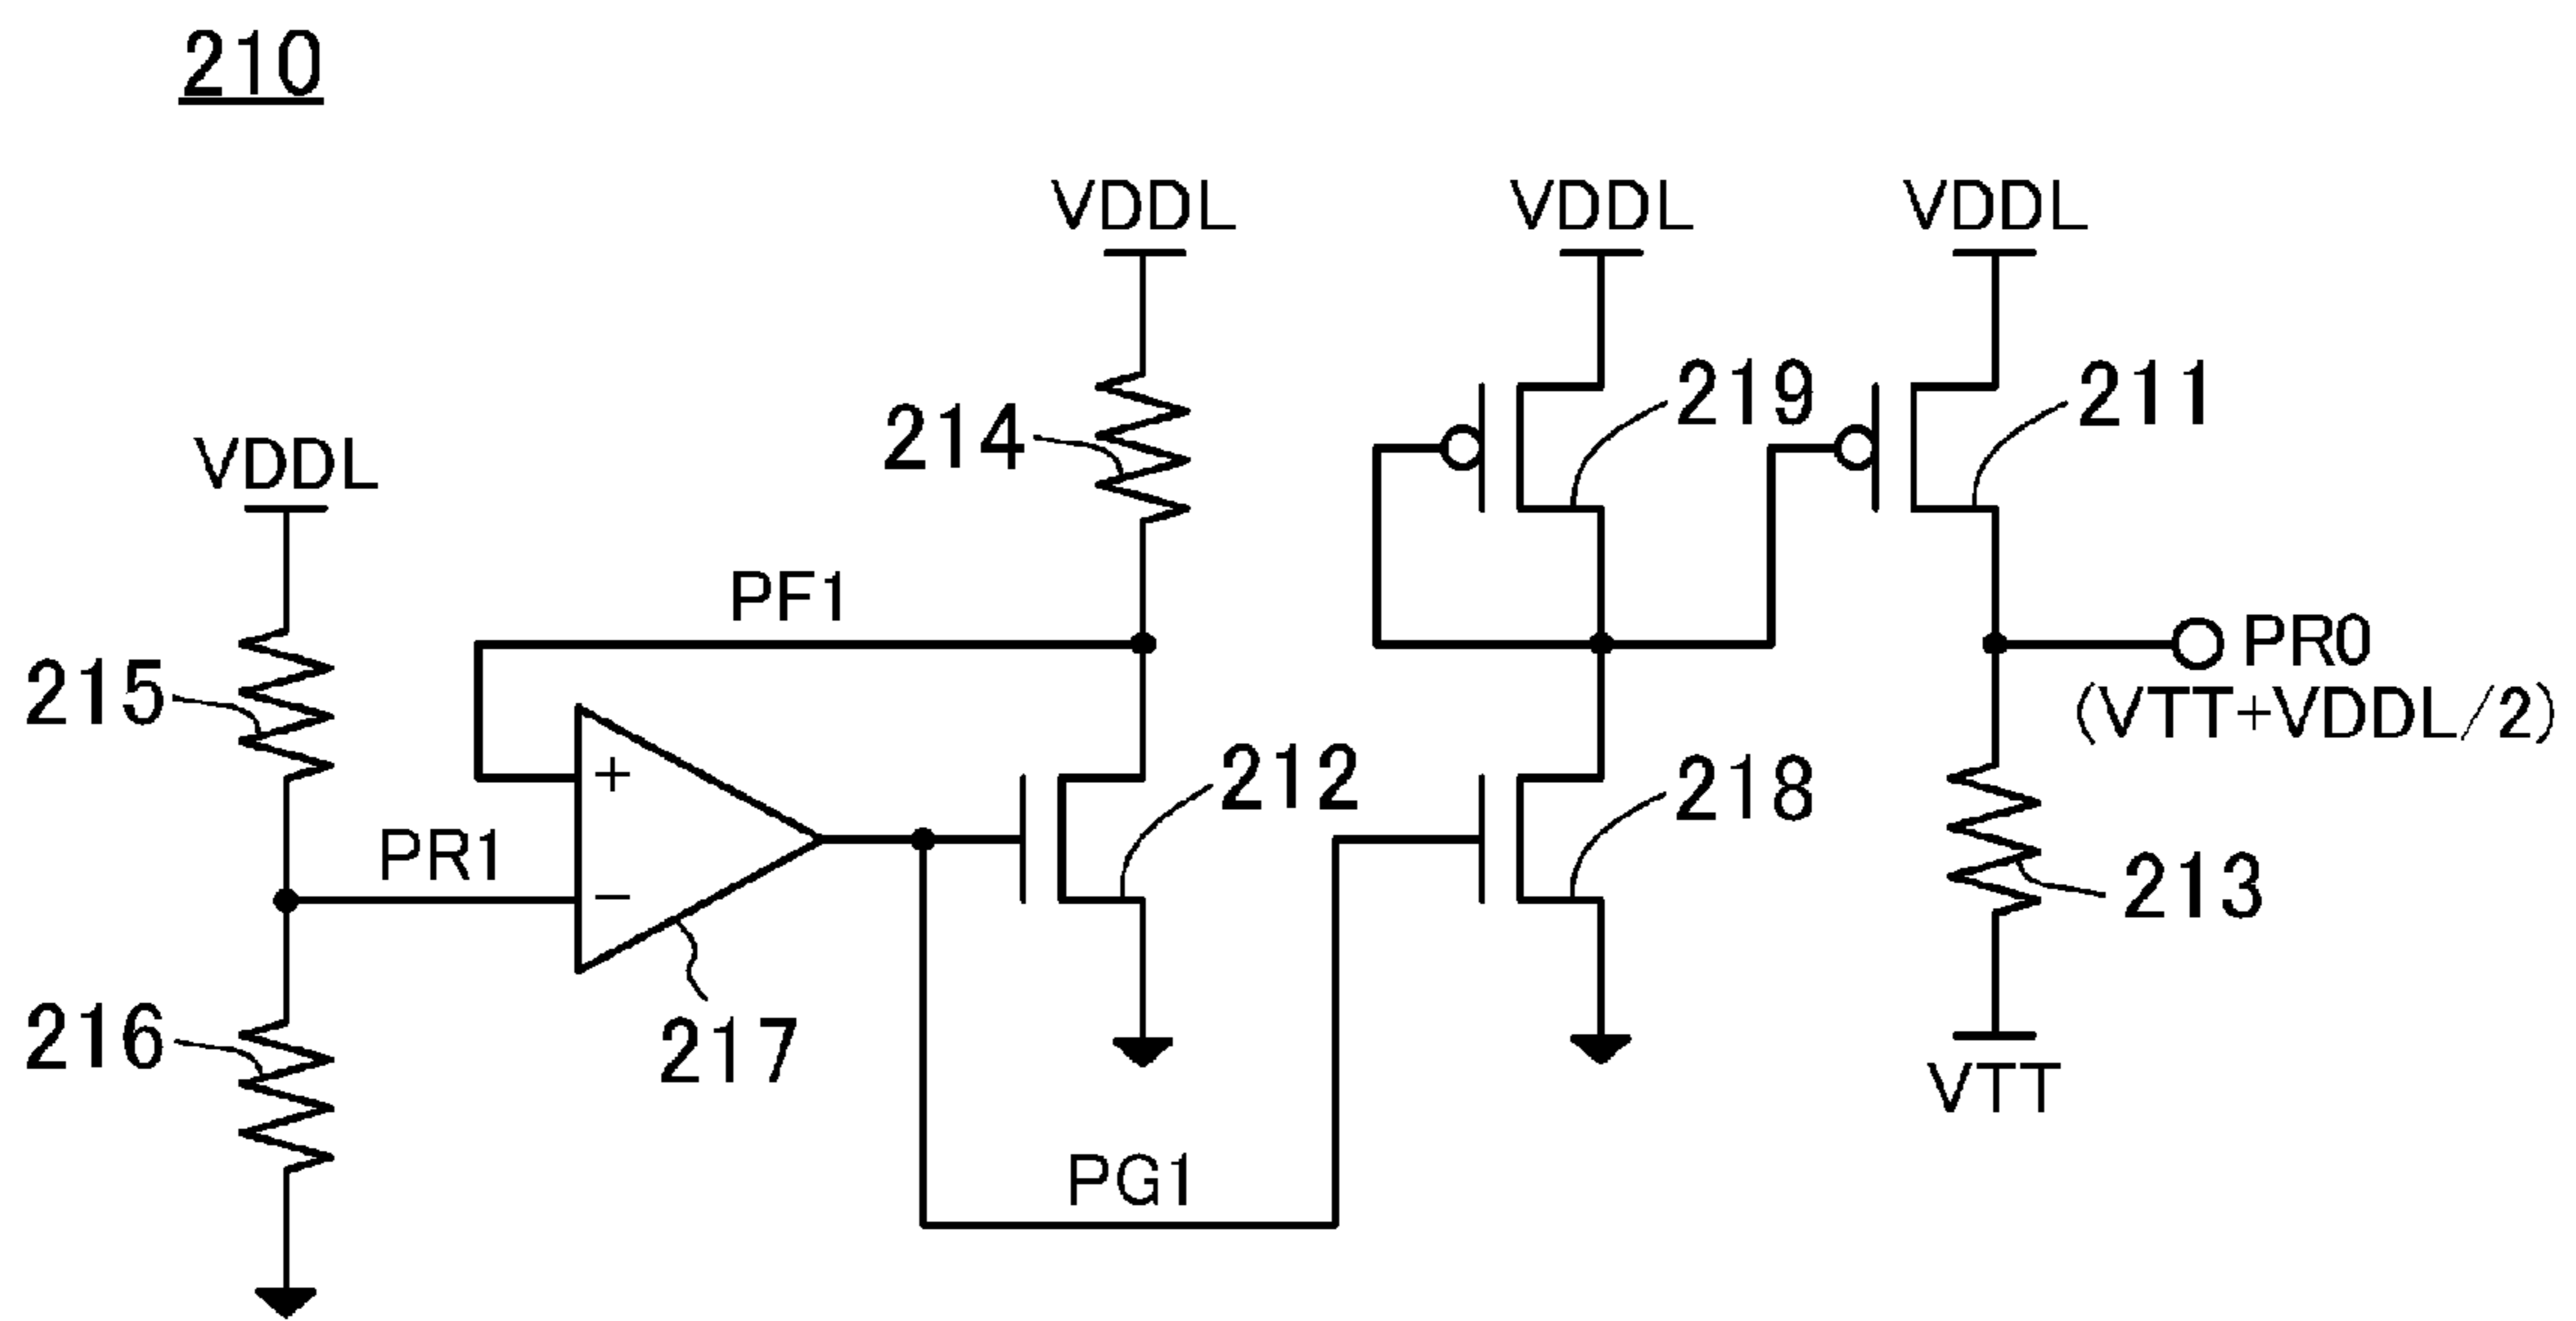 210
VDDL VDDL VDDL
219 211
214
VDDL
PF1
PR0
215
(VTT+VDDL/2)
+
212 218
PR1
−
213
216
217
VTT
PG1